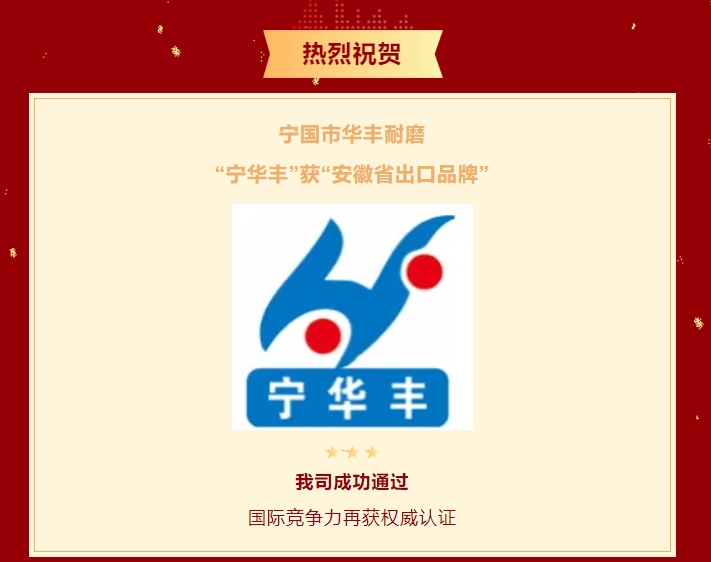 热烈祝贺
宁国市华丰耐磨
“宁华丰”获“安徽省出口品牌”
宁华丰
我司成功通过
国际竞争力再获权威认证